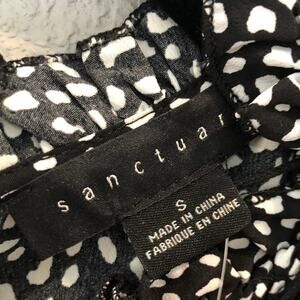 sanctuar
S
MADE IN CHINA
FABRIQUE EN CHINE